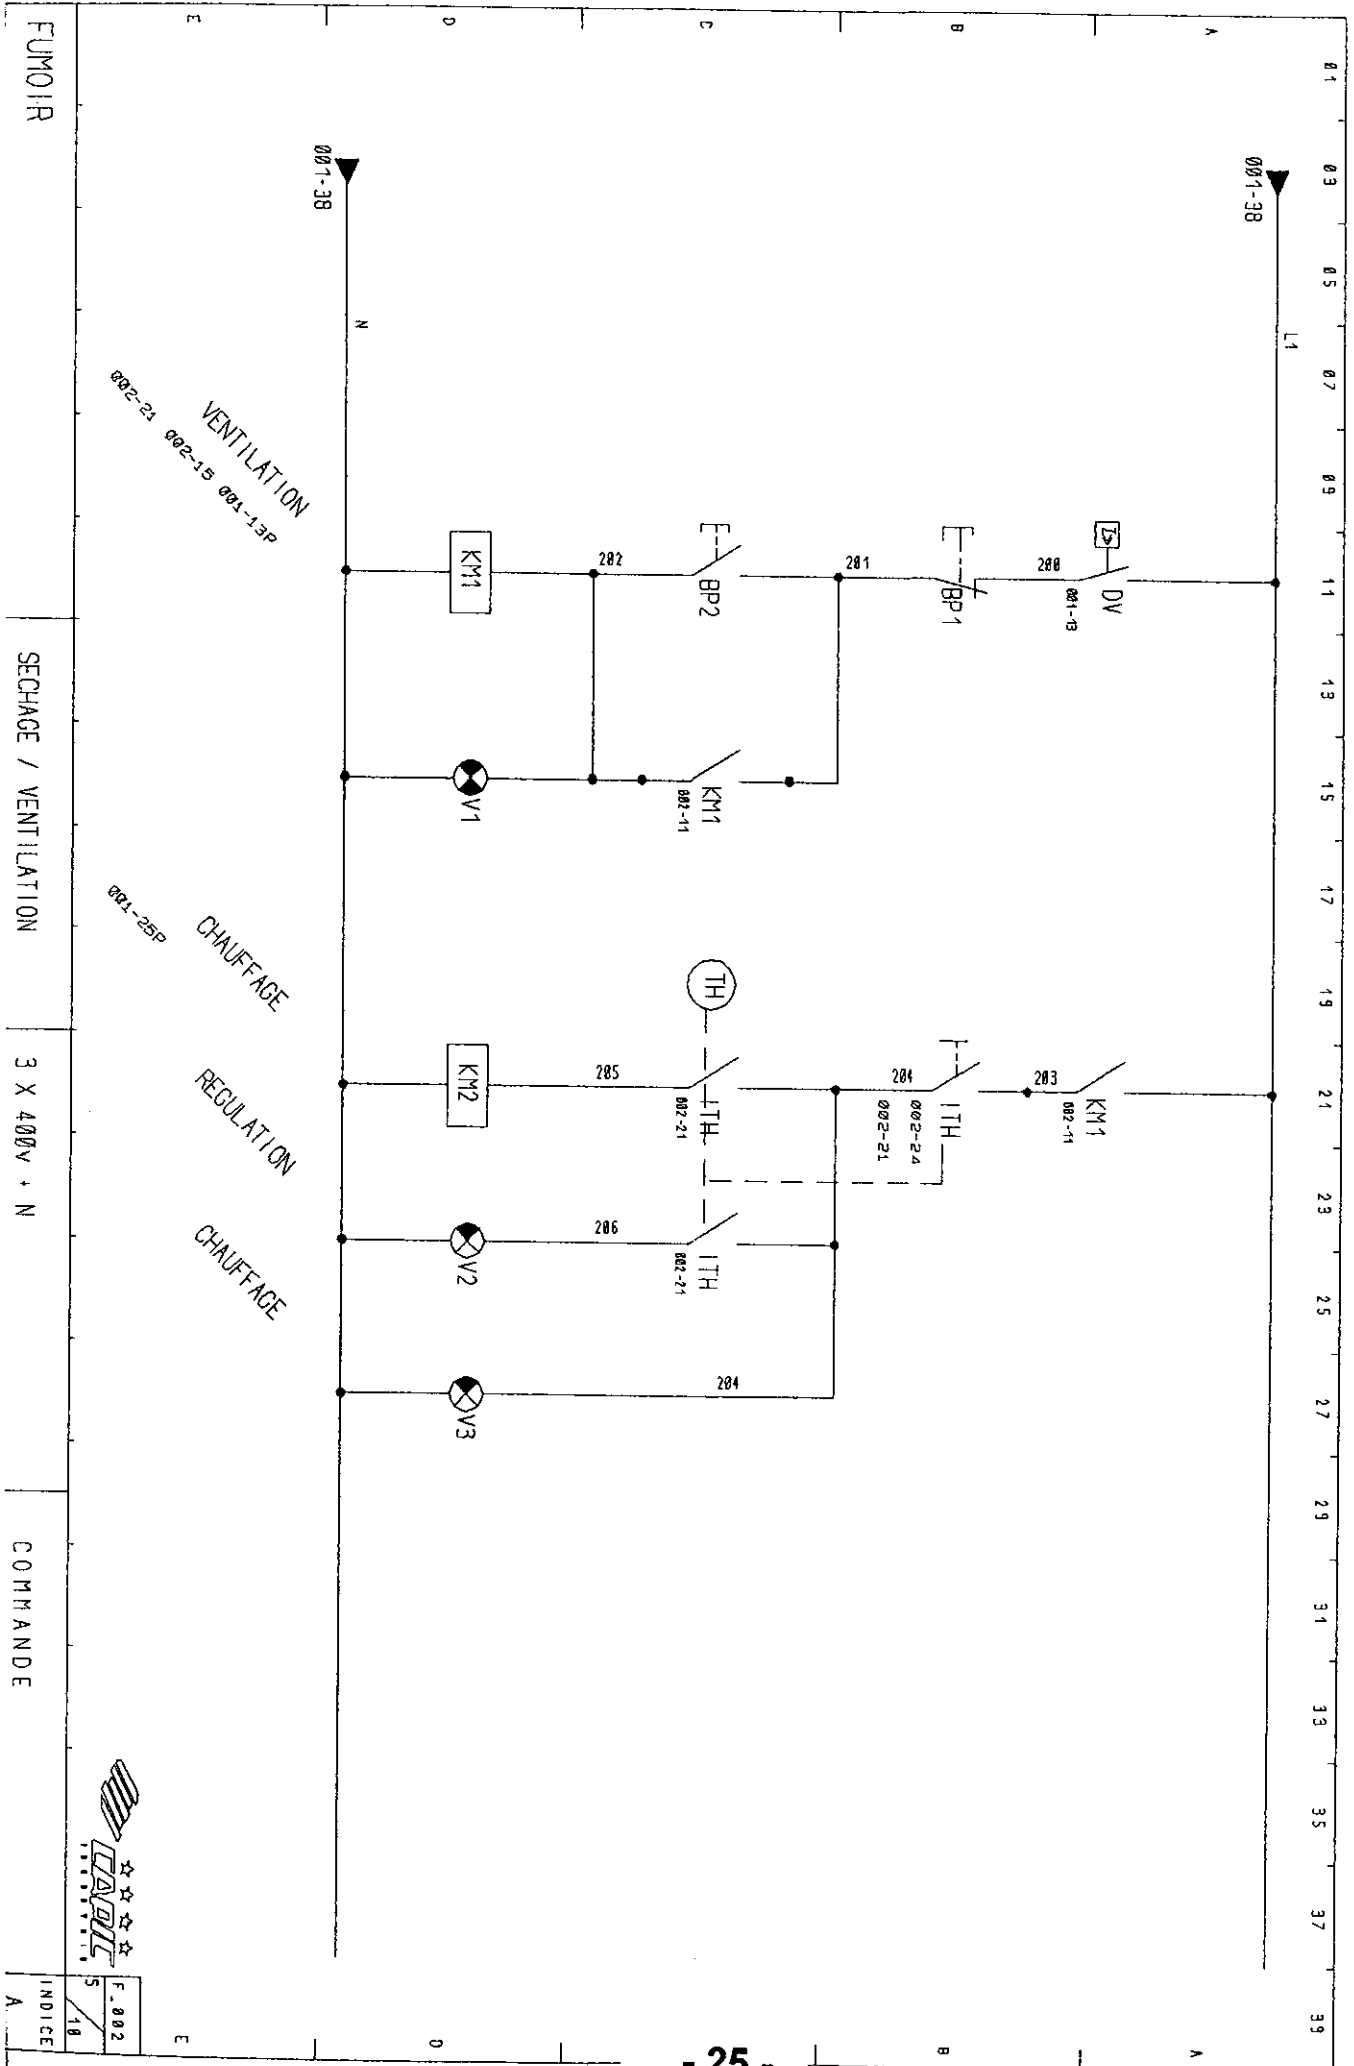 01 03 05 07 09 11 13 15 17 19 21 23 25 27 29 31 33 35 37 39
A
B
C
D
E
001-38
L1
DV
001-13
200
BP1
201
BP2
202
KM1
KM1
002-11
V1
KM1
002-11
203
ITH
002-24
002-21
204
TH
ITH
002-21
205
KM2
ITH
002-21
206
V2
204
V3
001-38
N
VENTILATION
002-21 002-15 001-13P
CHAUFFAGE
001-25P
REGULATION
CHAUFFAGE
A
B
- 25 -
D
E
CAPIC
FUMOIR
SECHAGE / VENTILATION
3 X 400V + N
COMMANDE
F_002
5 / 10
INDICE
A